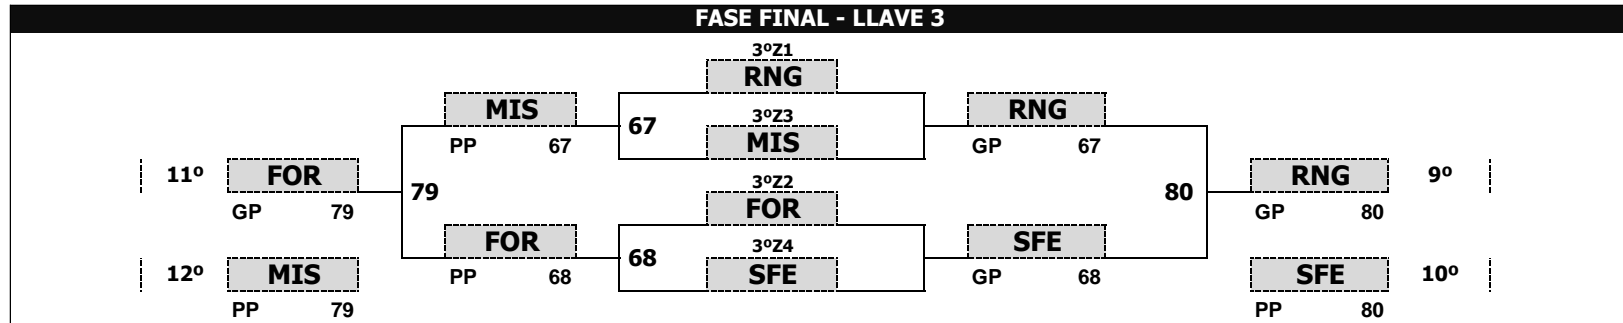 FASE FINAL - LLAVE 3
3ºZ1
RNG
MIS 67 3ºZ3 RNG
PP 67 MIS GP 67
11º FOR 79 3ºZ2 80 RNG 9º
GP 79 FOR GP 80
FOR 68 3ºZ4 SFE
12º MIS PP 68 SFE GP 68 SFE 10º
PP 79 PP 80